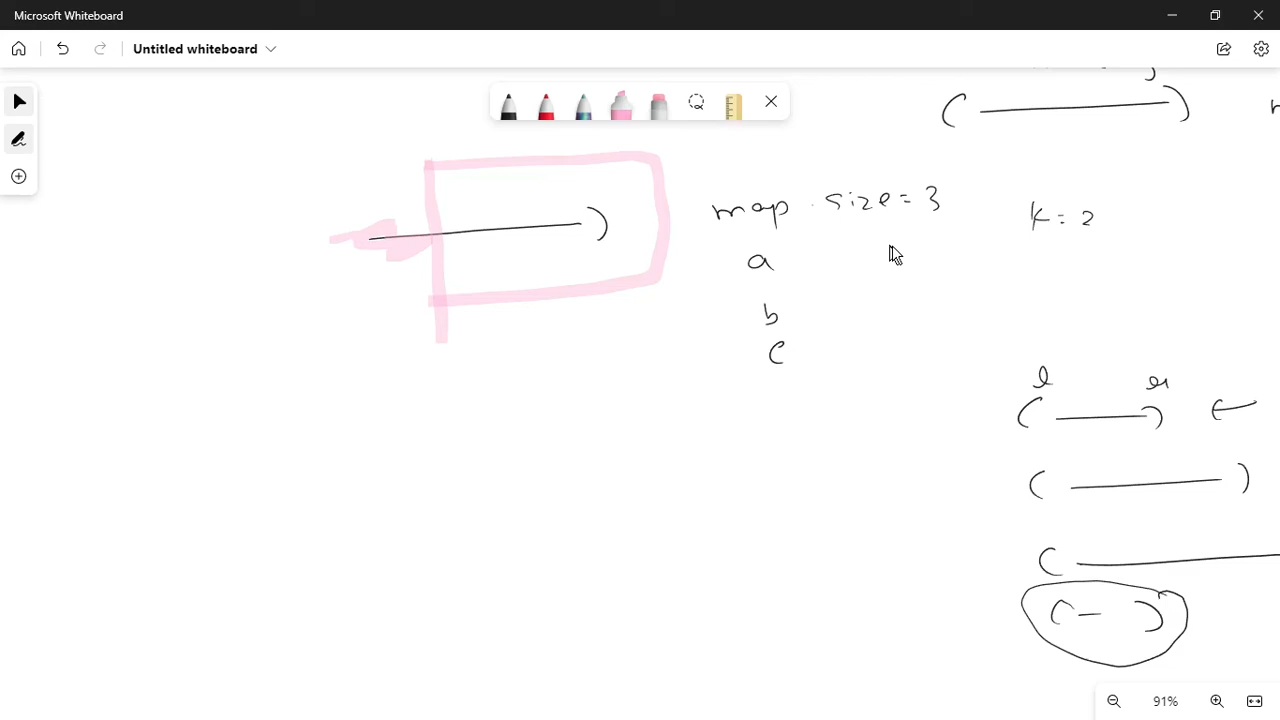 Microsoft Whiteboard
Untitled whiteboard
map . size = 3
k = 2
a
b
c
l
r
91%